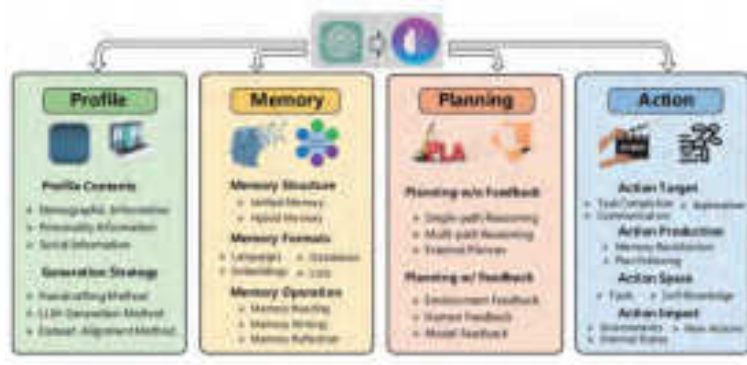 Profile
Profile Contents
Demographic Information
Personality Information
Social Information
Generation Strategy
Handcrafting Method
LLM-Generation Method
Dataset Alignment Method
Memory
Memory Structure
Unified Memory
Hybrid Memory
Memory Formats
Languages Databases
Embeddings Lists
Memory Operation
Memory Reading
Memory Writing
Memory Reflection
Planning
PLA
Planning w/o Feedback
Single-path Reasoning
Multi-path Reasoning
External Planner
Planning w/ Feedback
Environment Feedback
Human Feedback
Model Feedback
Action
Action Target
Task Completion Exploration
Communication
Action Production
Memory Recollection
Plan Following
Action Space
Tools Self-Knowledge
Action Impact
Environments New Actions
Internal States